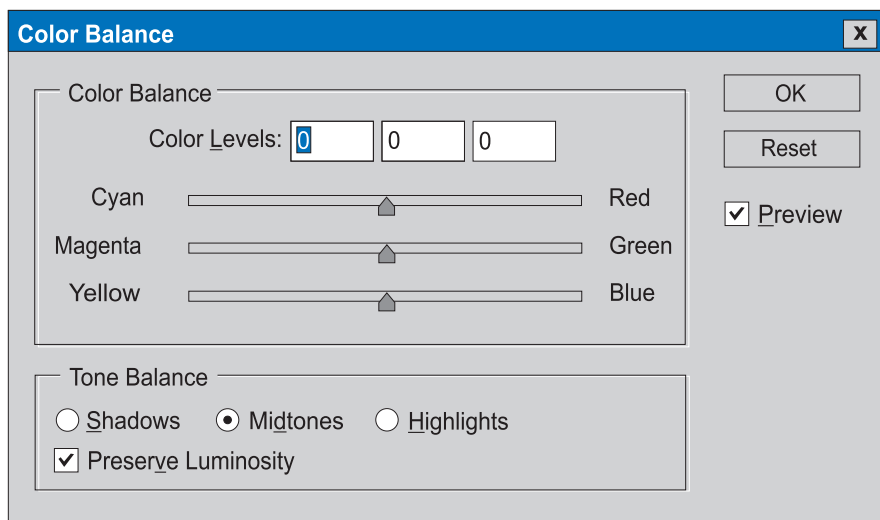 Color Balance
X
Color Balance
Color Levels: 0 0 0
Cyan Red
Magenta Green
Yellow Blue
OK
Reset
Preview
Tone Balance
Shadows Midtones Highlights
Preserve Luminosity